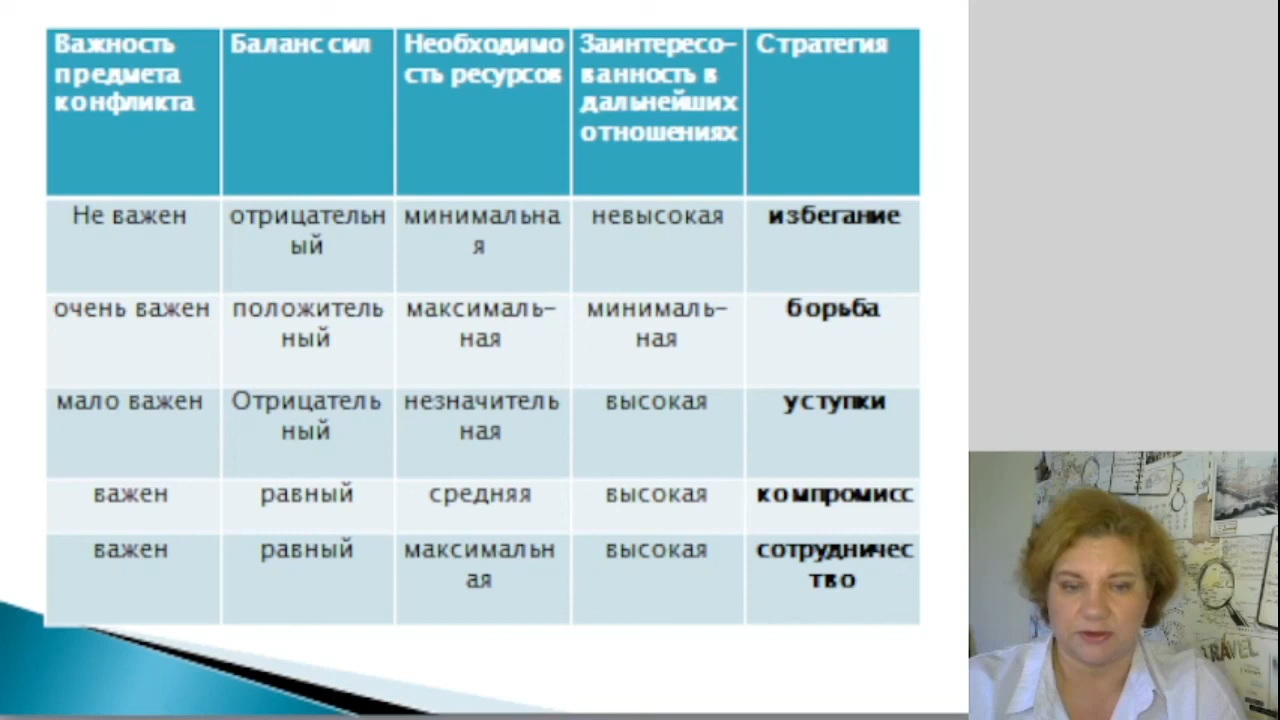 Важность предмета конфликта
Баланс сил
Необходимо
сть ресурсов
Заинтересо-
ванность в
дальнейших
отношениях
Стратегия
Не важен
отрицательн
ый
минимальна
я
невысокая
избегание
очень важен
положитель
ный
максималь-
ная
минималь-
ная
борьба
мало важен
Отрицатель
ный
незначитель
ная
высокая
уступки
важен
равный
средняя
высокая
компромисс
важен
равный
максимальн
ая
высокая
сотрудничес
тво
TRAVEL